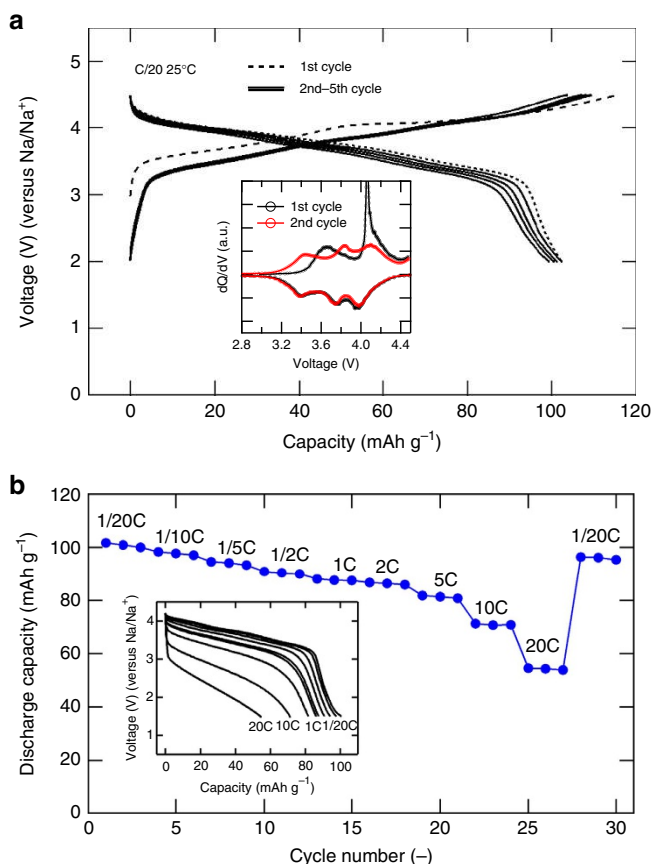 a
5
4
3
2
1
0
Voltage (V) (versus Na/Na⁺)
C/20 25°C
1st cycle
2nd–5th cycle
1st cycle
2nd cycle
dQ/dV (a.u.)
2.8 3.2 3.6 4.0 4.4
Voltage (V)
0 20 40 60 80 100 120
Capacity (mAh g⁻¹)
b
120
100
80
60
40
20
0
Discharge capacity (mAh g⁻¹)
1/20C
1/10C
1/5C
1/2C
1C
2C
5C
10C
20C
1/20C
4
3
2
1
Voltage (V) (versus Na/Na⁺)
20C 10C 1C 1/20C
0 20 40 60 80 100
Capacity (mAh g⁻¹)
0 5 10 15 20 25 30
Cycle number (–)